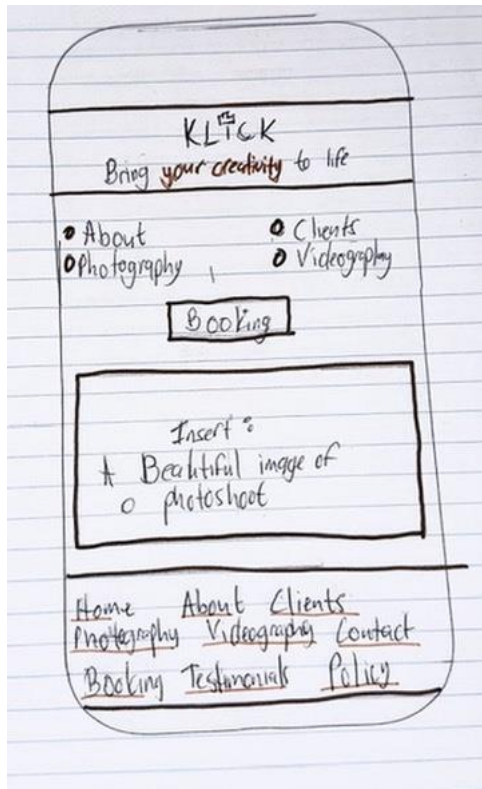 KLICK
Bring your creativity to life
About Clients
Photography Videography
Booking
Insert :
A Beautiful image of
photoshoot
Home About Clients
Photography Videography Contact
Booking Testimonials Policy